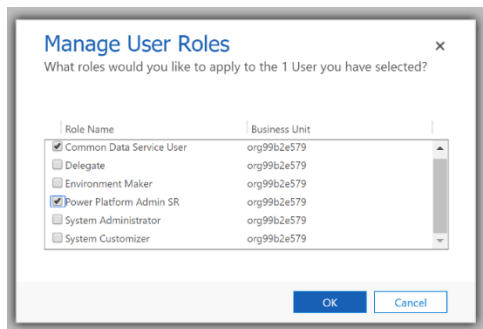 Manage User Roles
What roles would you like to apply to the 1 User you have selected?
Role Name Business Unit
Common Data Service User org99b2e579
Delegate org99b2e579
Environment Maker org99b2e579
Power Platform Admin SR org99b2e579
System Administrator org99b2e579
System Customizer org99b2e579
OK Cancel